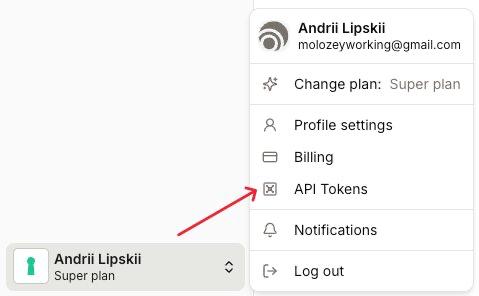 Andrii Lipskii
molozeyworking@gmail.com
Change plan: Super plan
Profile settings
Billing
API Tokens
Notifications
Log out
Andrii Lipskii
Super plan